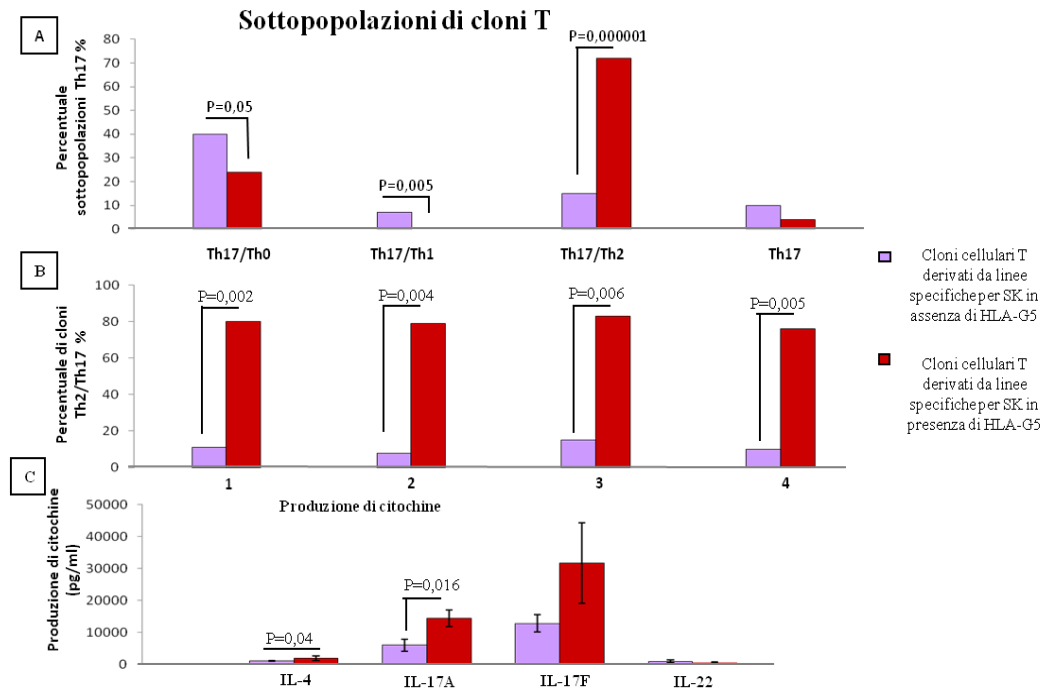 Sottopopolazioni di cloni T
A
Percentuale
sottopopolazioni Th17 %
80
70
60
50
40
30
20
10
0
P=0,05
P=0,005
P=0,000001
Th17/Th0
Th17/Th1
Th17/Th2
Th17
B
Percentuale di cloni
Th2/Th17 %
100
80
60
40
20
0
P=0,002
P=0,004
P=0,006
P=0,005
1
2
3
4
Cloni cellulari T
derivati da linee
specifiche per SK in
assenza di HLA-G5
Cloni cellulari T
derivati da linee
specifiche per SK in
presenza di HLA-G5
C
Produzione di citochine
Produzione di citochine
(pg/ml)
50000
40000
30000
20000
10000
0
P=0,04
P=0,016
IL-4
IL-17A
IL-17F
IL-22